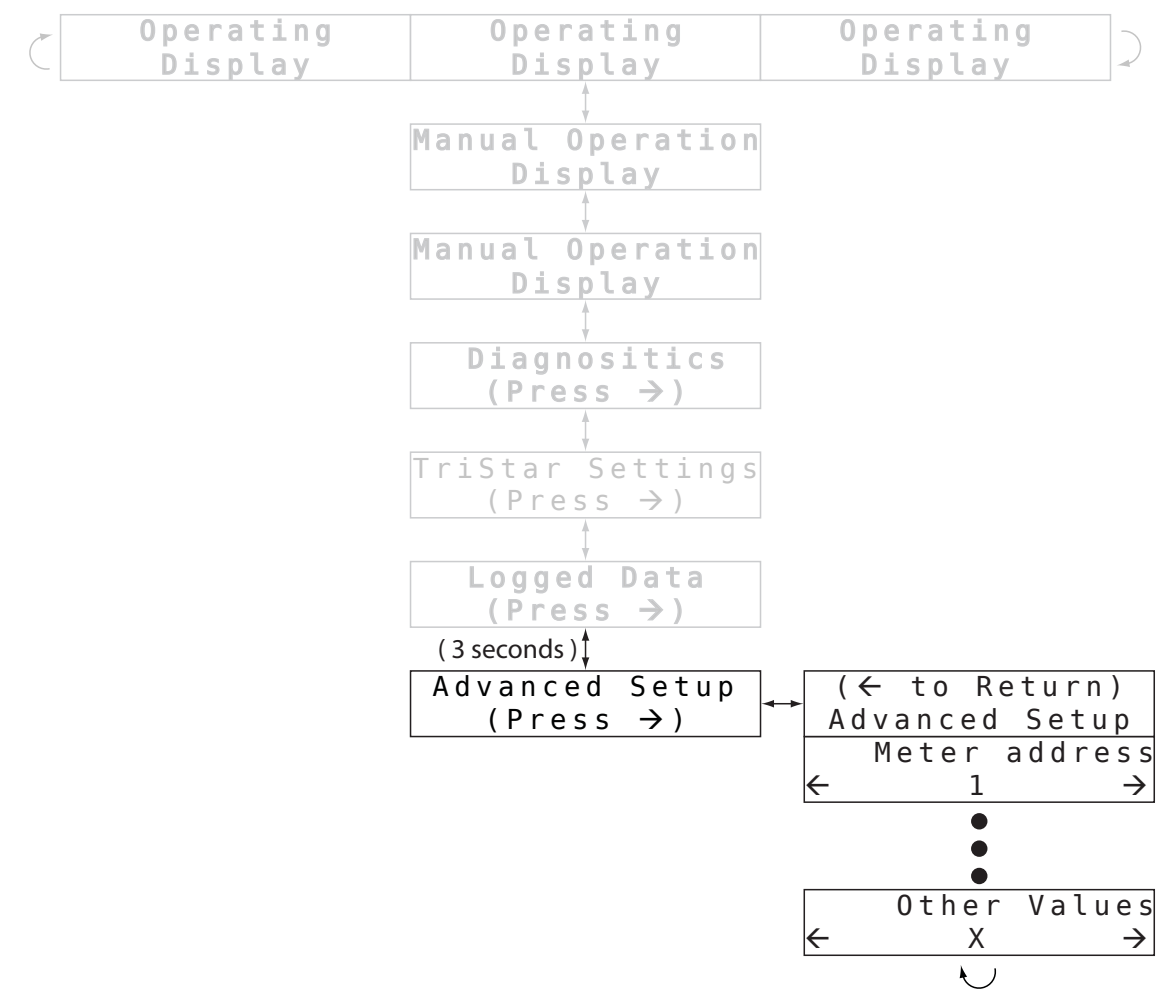 Operating Operating Operating
Display Display Display
Manual Operation
Display
Manual Operation
Display
Diagnositics
(Press →)
TriStar Settings
(Press →)
Logged Data
(Press →)
( 3 seconds )
Advanced Setup
(Press →)
(← to Return)
Advanced Setup
Meter address
← 1 →
Other Values
← X →